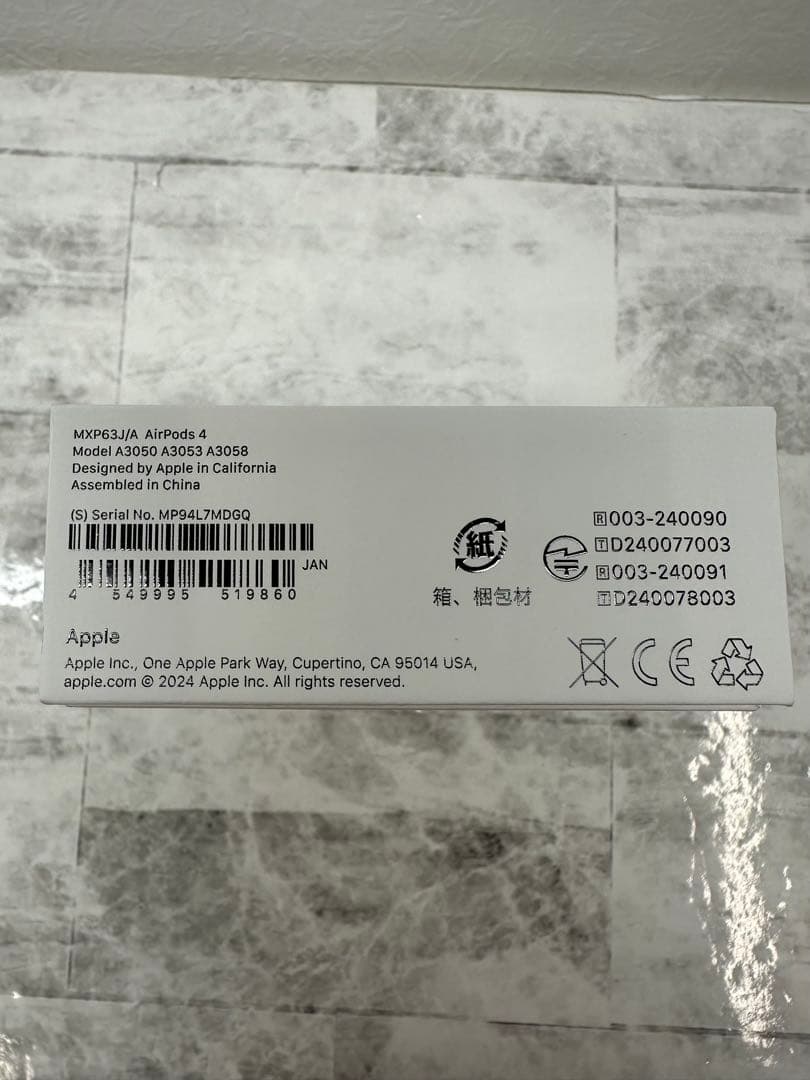 MXP63J/A AirPods 4
Model A3050 A3053 A3058
Designed by Apple in California
Assembled in China
(S) Serial No. MP94L7MDGQ
JAN
4 549995 519860
紙
箱、梱包材
R003-240090
TD240077003
R003-240091
TD240078003
Apple
Apple Inc., One Apple Park Way, Cupertino, CA 95014 USA,
apple.com © 2024 Apple Inc. All rights reserved.
CE